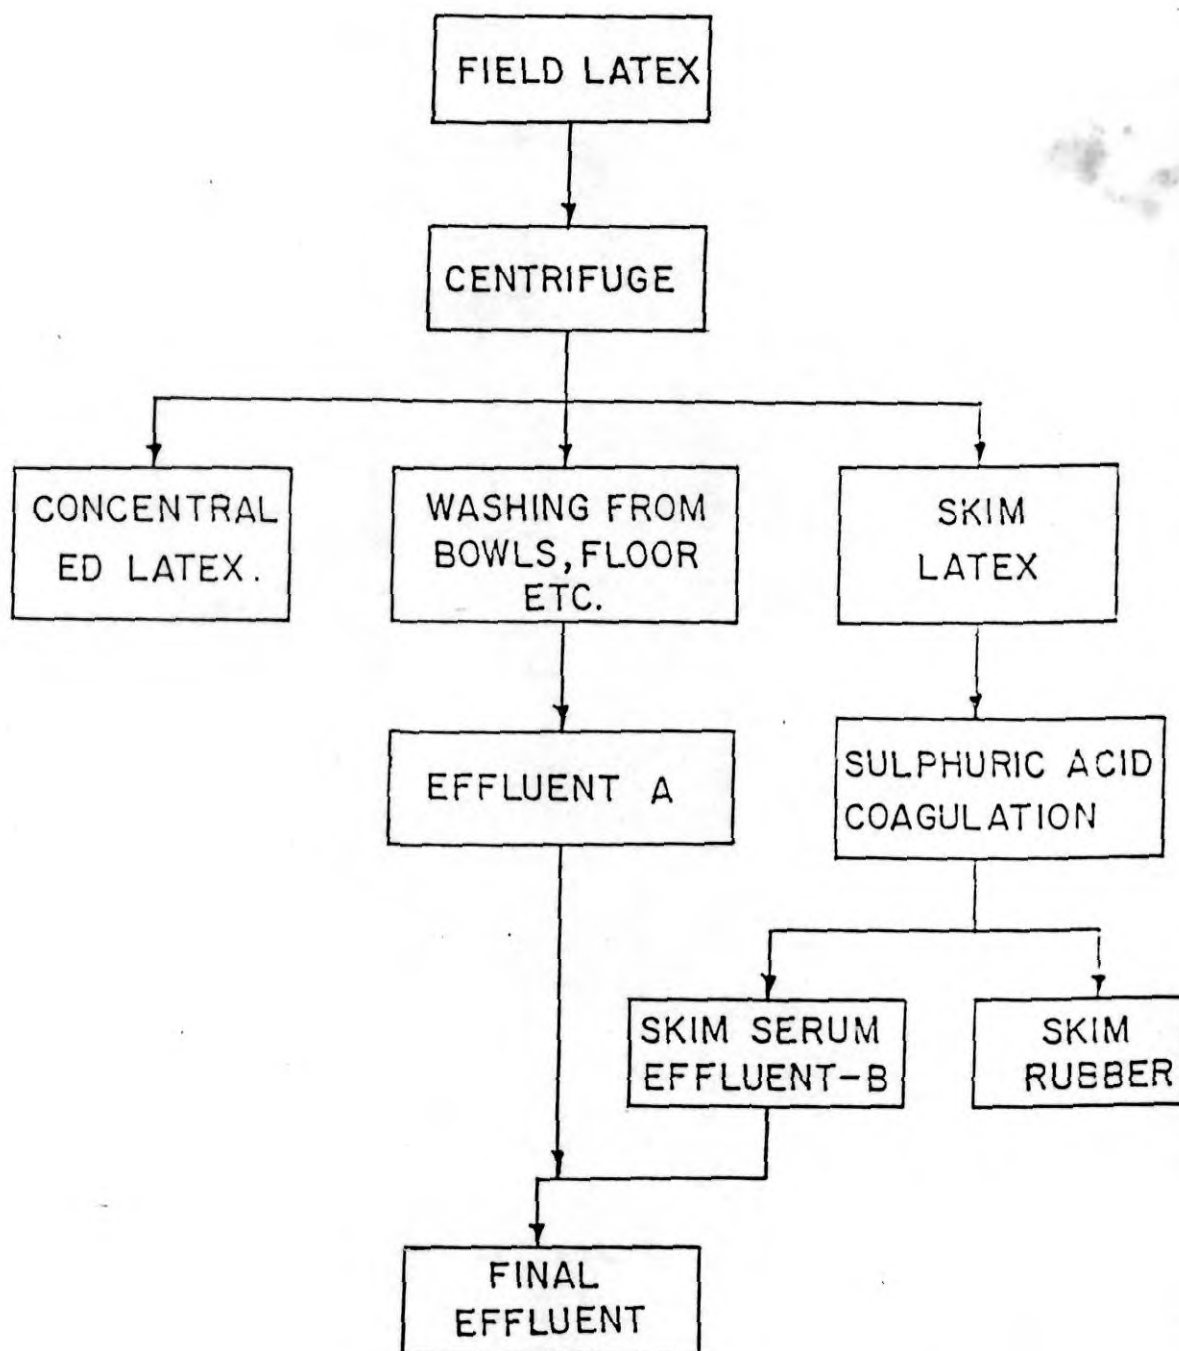 FIELD LATEX
CENTRIFUGE
CONCENTRAL
ED LATEX.
WASHING FROM
BOWLS, FLOOR
ETC.
SKIM
LATEX
EFFLUENT A
SULPHURIC ACID
COAGULATION
SKIM SERUM
EFFLUENT-B
SKIM
RUBBER
FINAL
EFFLUENT